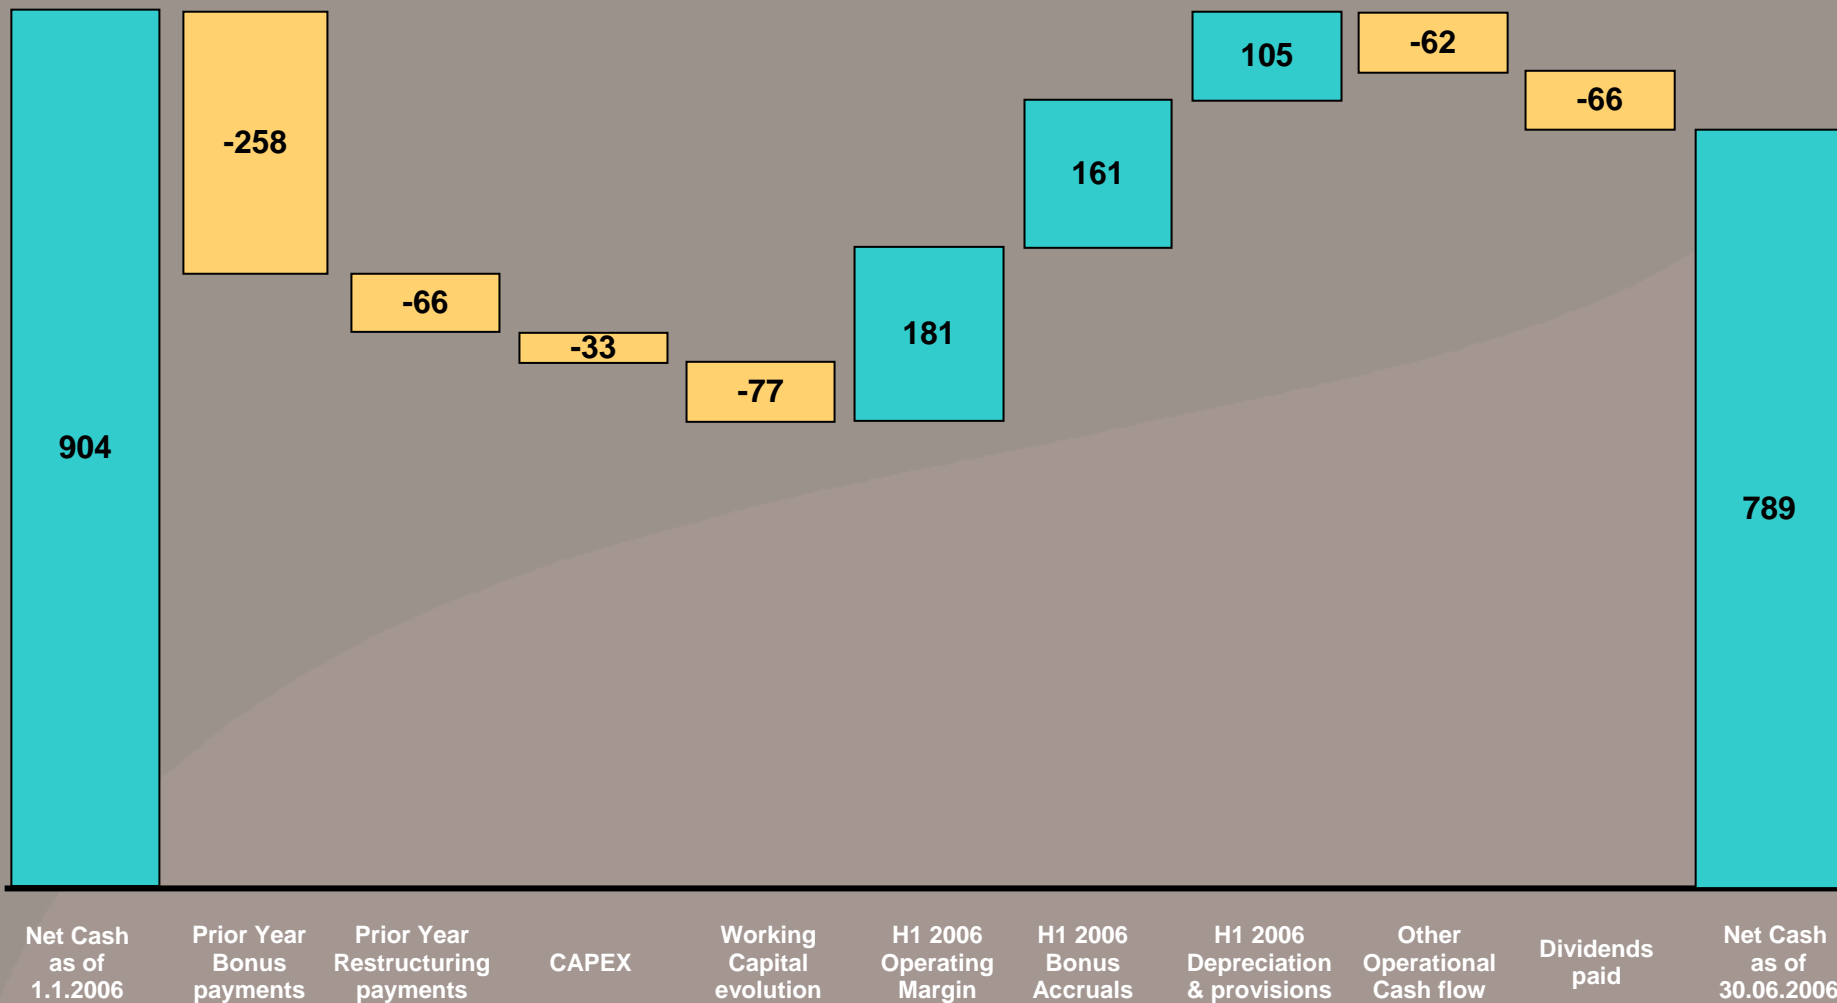 904
-258
-66
-33
-77
181
161
105
-62
-66
789
Net Cash
as of
1.1.2006
Prior Year
Bonus
payments
Prior Year
Restructuring
payments
CAPEX
Working
Capital
evolution
H1 2006
Operating
Margin
H1 2006
Bonus
Accruals
H1 2006
Depreciation
& provisions
Other
Operational
Cash flow
Dividends
paid
Net Cash
as of
30.06.2006